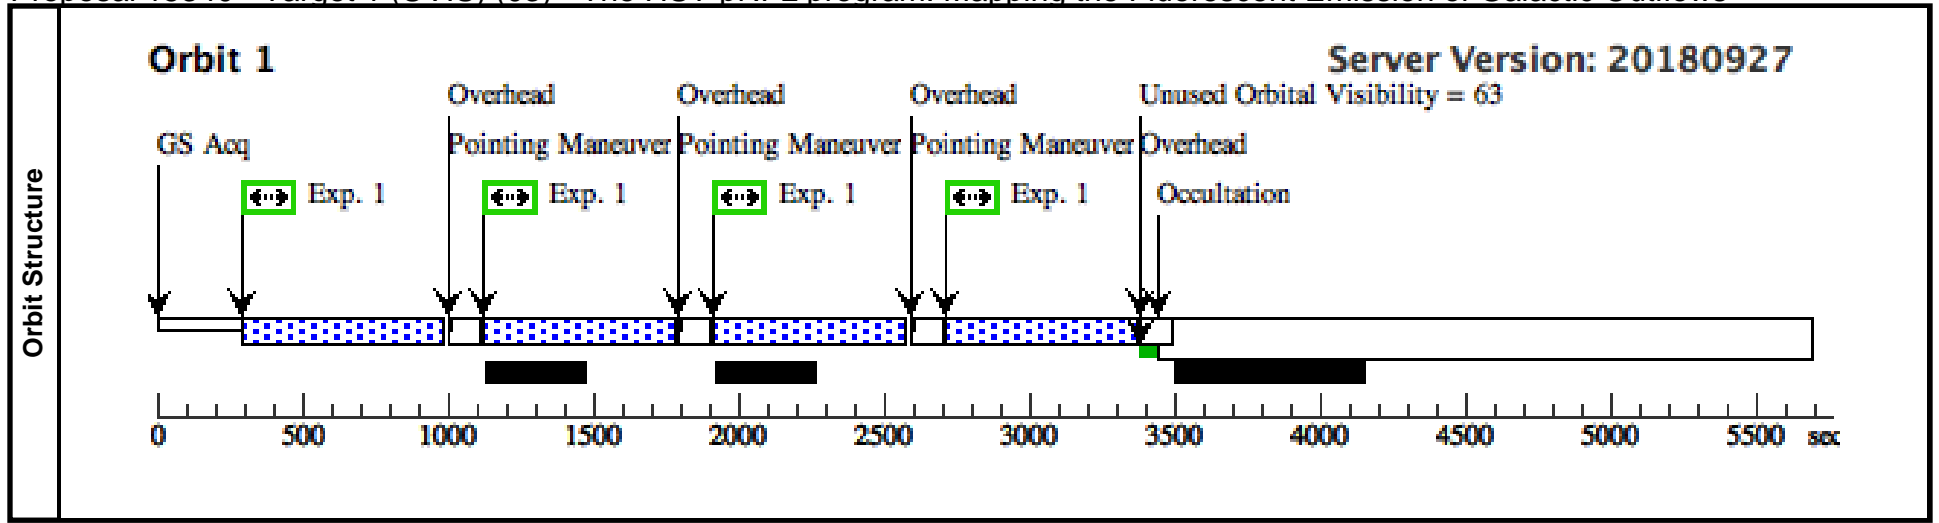 Orbit Structure
Orbit 1
Server Version: 20180927
Overhead Overhead Overhead Unused Orbital Visibility = 63
GS Acq Pointing Maneuver Pointing Maneuver Pointing Maneuver Overhead
Exp. 1 Exp. 1 Exp. 1 Exp. 1 Occultation
0 500 1000 1500 2000 2500 3000 3500 4000 4500 5000 5500 sec